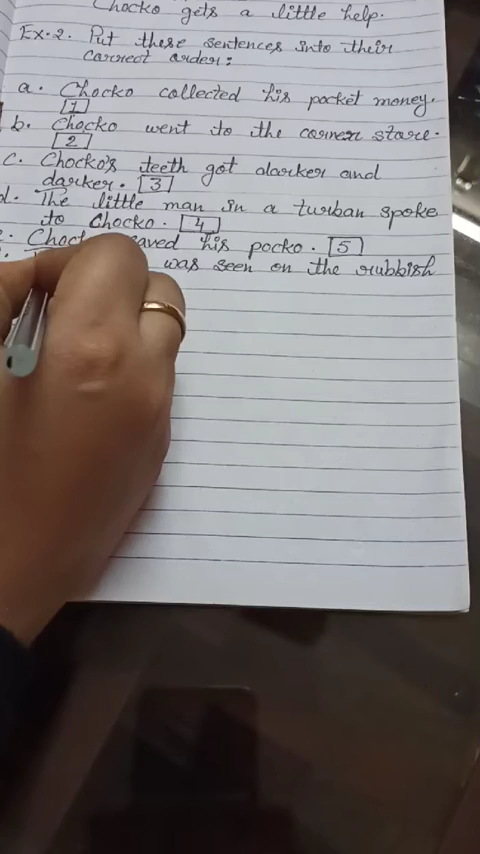 Chocko gets a little help.
Ex-2. Put these sentences into their
correct order:
a. Chocko collected his pocket money.
1
b. Chocko went to the corner store.
2
c. Chocko's teeth got darker and
darker. 3
d. The little man in a turban spoke
to Chocko. 4
saved his pocko. 5
was seen on the rubbish